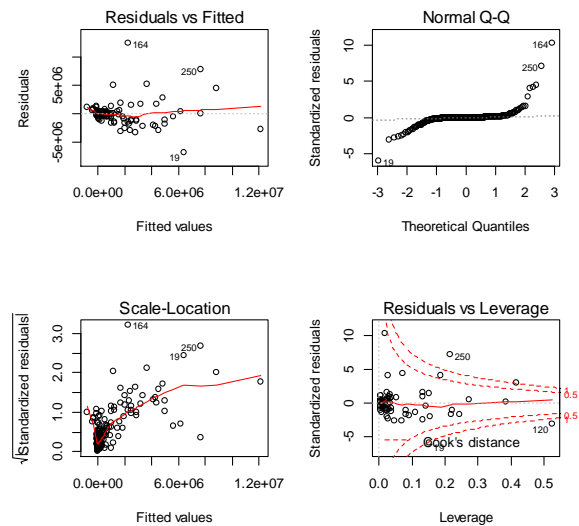 Residuals vs Fitted
Residuals
-5e+06
5e+06
164
250
19
0.0e+00
6.0e+06
1.2e+07
Fitted values
Normal Q-Q
Standardized residuals
-5
0
5
10
164
250
19
-3
-2
-1
0
1
2
3
Theoretical Quantiles
Scale-Location
√|Standardized residuals|
0.0
1.0
2.0
3.0
164
250
19
0.0e+00
6.0e+06
1.2e+07
Fitted values
Residuals vs Leverage
Standardized residuals
-5
0
5
10
250
120
19
Cook's distance
1
0.5
0.5
1
0.0
0.1
0.2
0.3
0.4
0.5
Leverage